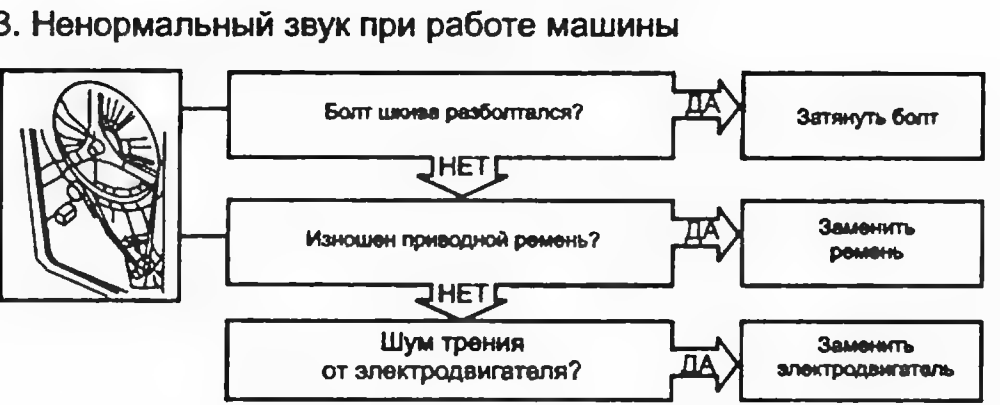 3. Ненормальный звук при работе машины
Болт шкива разболтался?
ДА
Затянуть болт
НЕТ
Изношен приводной ремень?
ДА
Заменить
ремень
НЕТ
Шум трения
от электродвигателя?
ДА
Заменить
электродвигатель